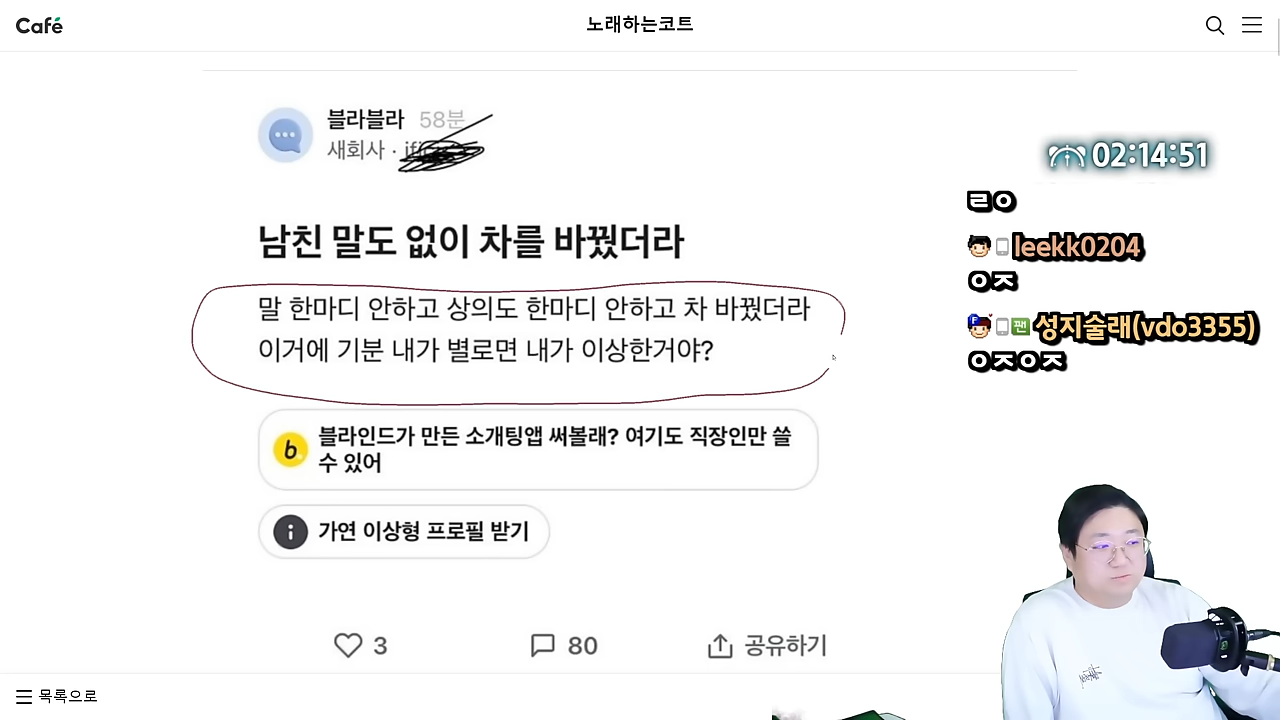 Café
노래하는코트
블라블라 58분
새회사 ·
남친 말도 없이 차를 바꿨더라
말 한마디 안하고 상의도 한마디 안하고 차 바꿨더라
이거에 기분 내가 별로면 내가 이상한거야?
b 블라인드가 만든 소개팅앱 써볼래? 여기도 직장인만 쓸
수 있어
가연 이상형 프로필 받기
3
80
공유하기
목록으로
02:14:51
ㄹㅇ
leekk0204
ㅇㅈ
F 팬 성지술래(vdo3355)
ㅇㅈㅇㅈ